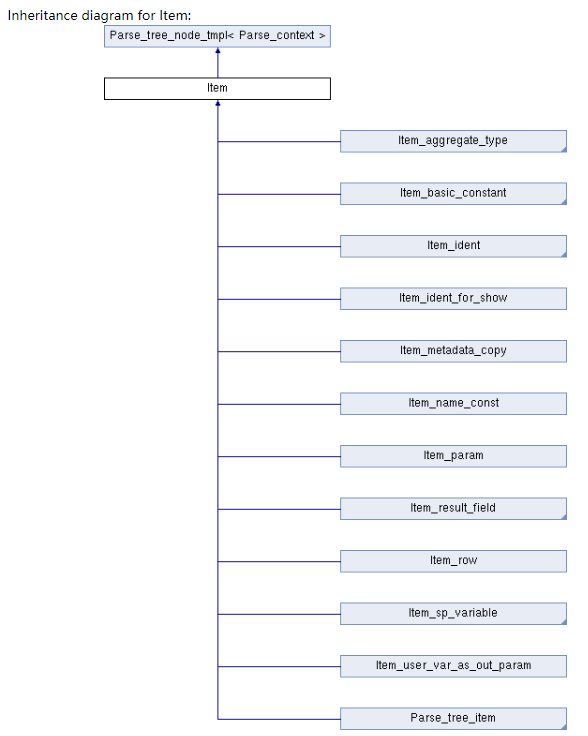 Inheritance diagram for Item:
Parse_tree_node_tmpl< Parse_context >
Item
Item_aggregate_type
Item_basic_constant
Item_ident
Item_ident_for_show
Item_metadata_copy
Item_name_const
Item_param
Item_result_field
Item_row
Item_sp_variable
Item_user_var_as_out_param
Parse_tree_item